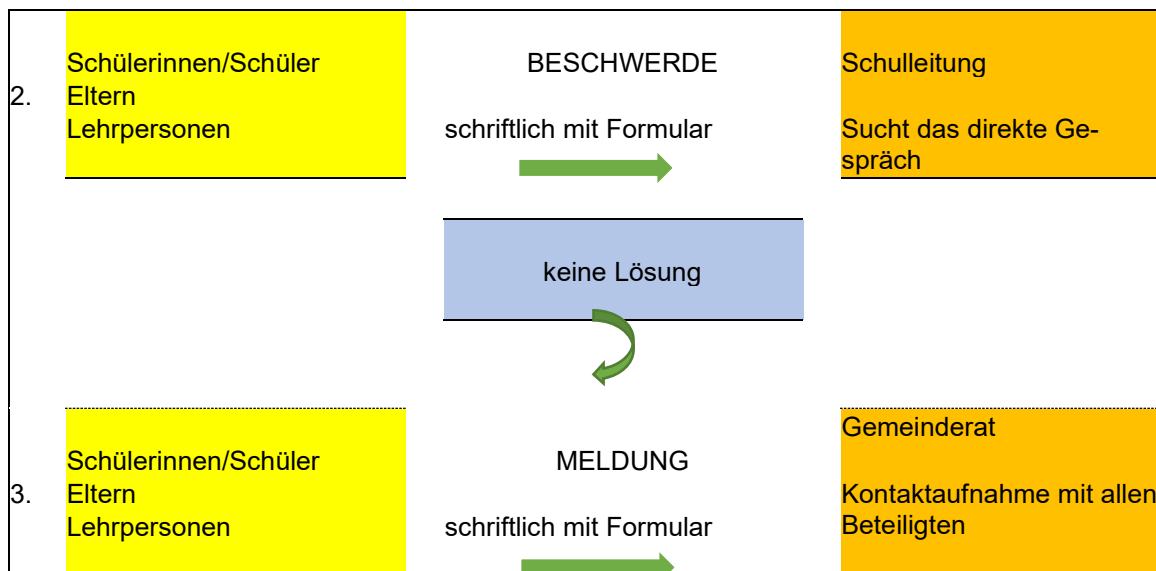 2.
Schülerinnen/Schüler
Eltern
Lehrpersonen
BESCHWERDE
schriftlich mit Formular
Schulleitung
Sucht das direkte Ge-
spräch
keine Lösung
3.
Schülerinnen/Schüler
Eltern
Lehrpersonen
MELDUNG
schriftlich mit Formular
Gemeinderat
Kontaktaufnahme mit allen
Beteiligten